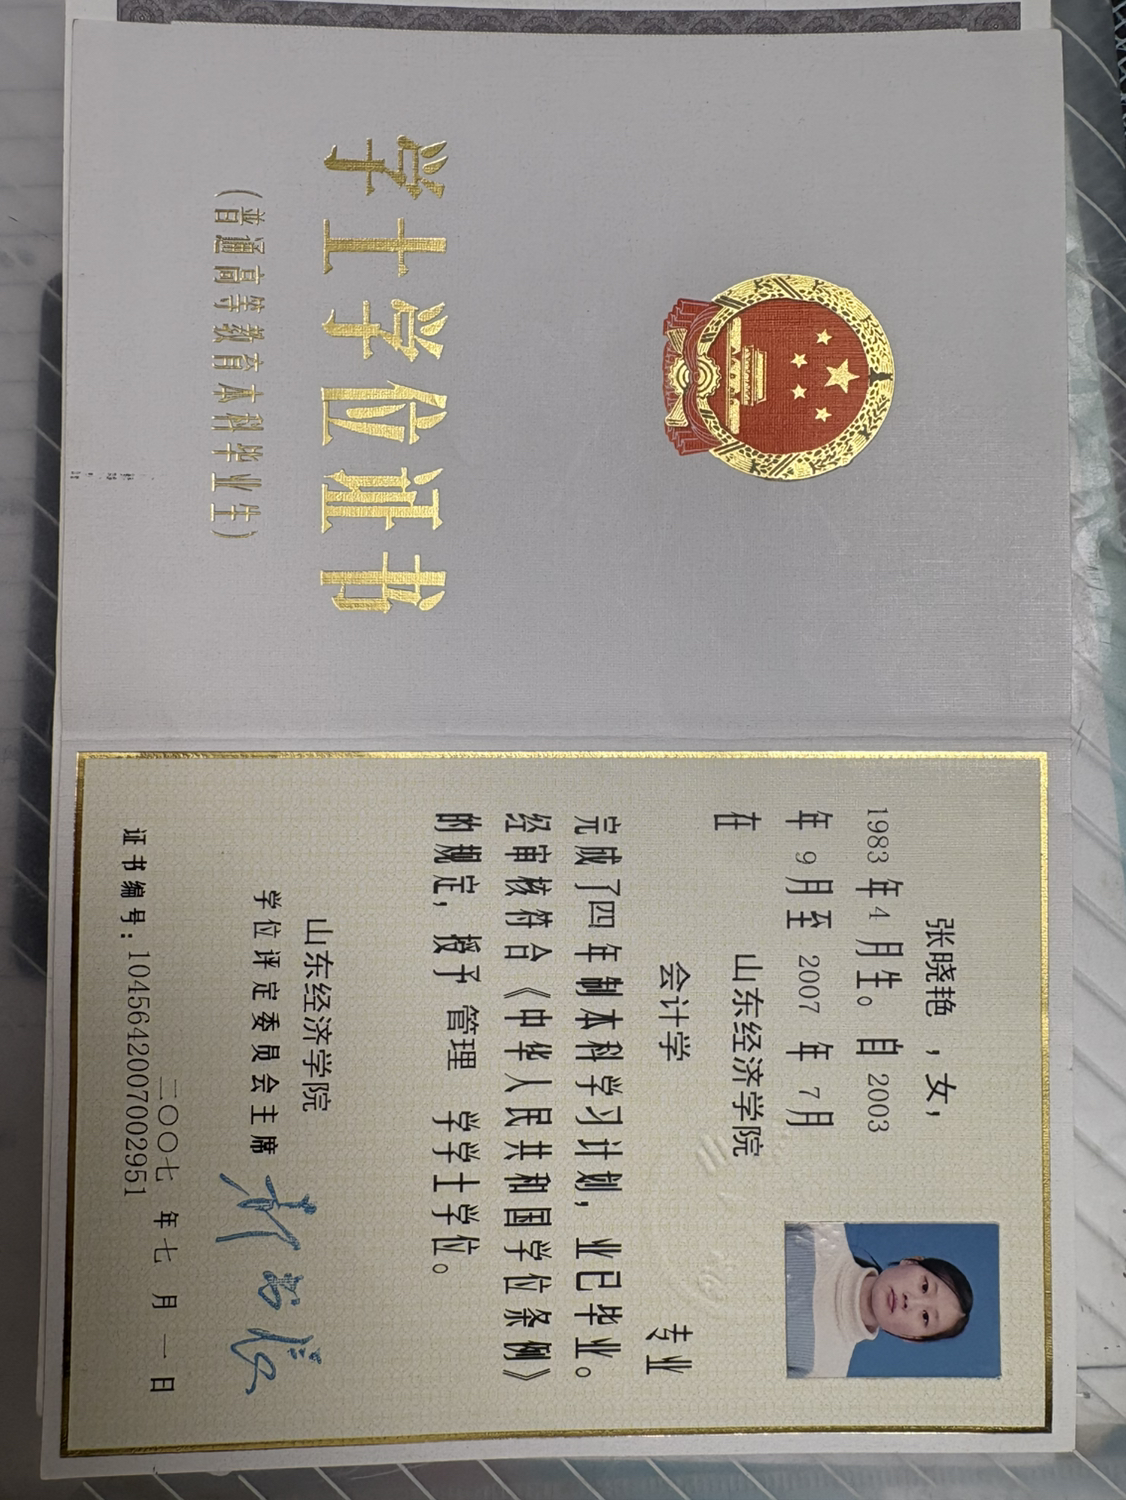 学士学位证书
(普通高等教育本科毕业生)
张晓艳，女，
1983年4月生。自2003
年9月至2007年7月
在 山东经济学院
会计学 专业
完成了四年制本科学习计划，业已毕业。
经审核符合《中华人民共和国学位条例》
的规定，授予 管理 学学士学位。
山东经济学院
学位评定委员会主席
二〇〇七年七月一日
证书编号：1045642007002951